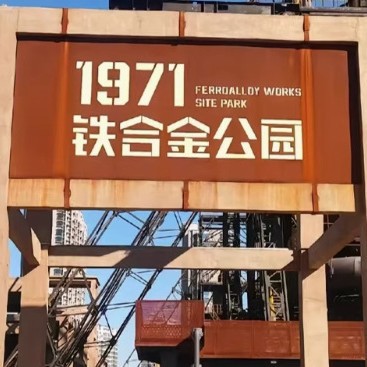 1971 FERROALLOY WORKS
SITE PARK
铁合金公园